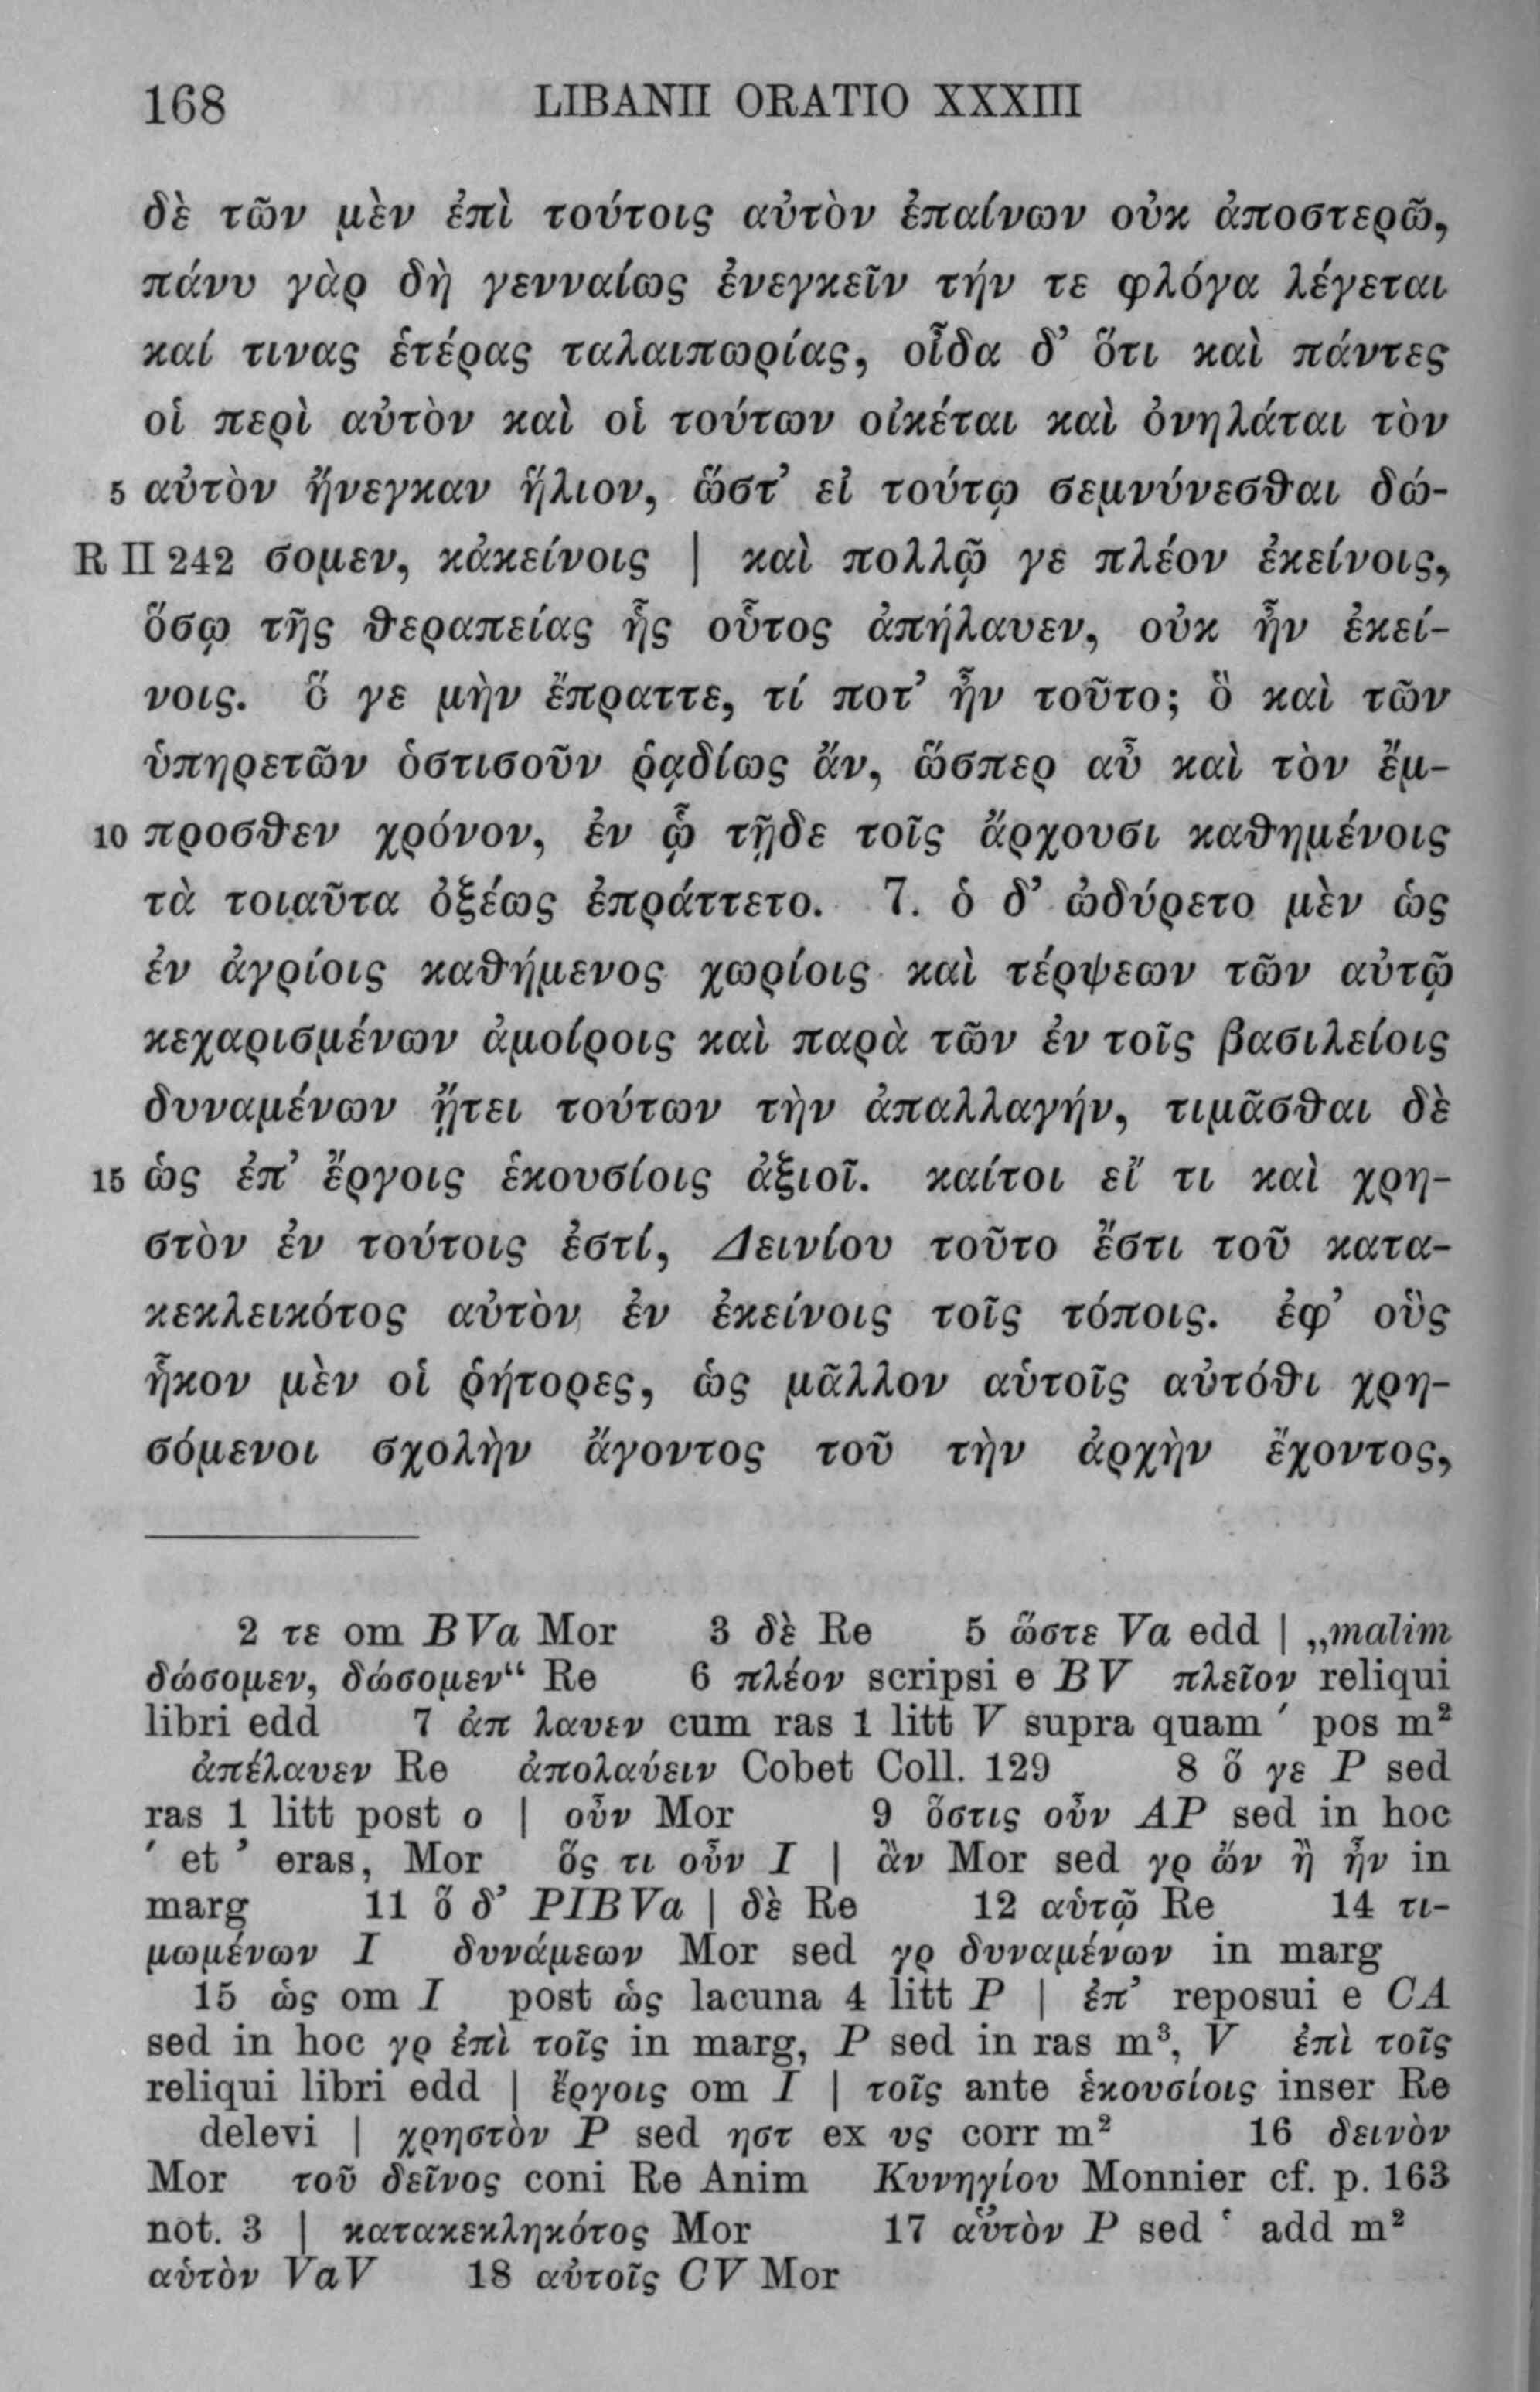 168 LIBANII ORATIO XXXIII
δὲ τῶν μὲν ἐπὶ τούτοις αὐτὸν ἐπαίνων οὐκ ἀποστερῶ,
πάνυ γὰρ δὴ γενναίως ἐνεγκεῖν τήν τε φλόγα λέγεται
καί τινας ἑτέρας ταλαιπωρίας, οἶδα δ’ ὅτι καὶ πάντες
οἱ περὶ αὐτὸν καὶ οἱ τούτων οἰκέται καὶ ὀνηλάται τὸν
5 αὐτὸν ἤνεγκαν ἥλιον, ὥστ’ εἰ τούτῳ σεμνύνεσθαι δώ-
R II 242 σομεν, κἀκείνοις | καὶ πολλῷ γε πλέον ἐκείνοις,
ὅσῳ τῆς θεραπείας ἧς οὗτος ἀπήλαυεν, οὐκ ἦν ἐκεί-
νοις. ὅ γε μὴν ἔπραττε, τί ποτ’ ἦν τοῦτο; ὃ καὶ τῶν
ὑπηρετῶν ὁστισοῦν ῥᾳδίως ἄν, ὥσπερ αὖ καὶ τὸν ἔμ-
10 προσθεν χρόνον, ἐν ᾧ τῇδε τοῖς ἄρχουσι καθημένοις
τὰ τοιαῦτα ὀξέως ἐπράττετο. 7. ὁ δ’ ὠδύρετο μὲν ὡς
ἐν ἀγρίοις καθήμενος χωρίοις καὶ τέρψεων τῶν αὐτῷ
κεχαρισμένων ἀμοίροις καὶ παρὰ τῶν ἐν τοῖς βασιλείοις
δυναμένων ᾔτει τούτων τὴν ἀπαλλαγήν, τιμᾶσθαι δὲ
15 ὡς ἐπ’ ἔργοις ἑκουσίοις ἀξιοῖ. καίτοι εἴ τι καὶ χρη-
στὸν ἐν τούτοις ἐστί, Δεινίου τοῦτο ἔστι τοῦ κατα-
κεκλεικότος αὐτὸν ἐν ἐκείνοις τοῖς τόποις. ἐφ’ οὓς
ἧκον μὲν οἱ ῥήτορες, ὡς μᾶλλον αὑτοῖς αὐτόθι χρη-
σόμενοι σχολὴν ἄγοντος τοῦ τὴν ἀρχὴν ἔχοντος,
2 τε om BVa Mor 3 δὲ Re 5 ὥστε Va edd | „malim
δώσομεν, δώσομεν“ Re 6 πλέον scripsi e BV πλεῖον reliqui
libri edd 7 ἀπ λαυεν cum ras 1 litt V supra quam ´ pos m²
ἀπέλαυεν Re ἀπολαύειν Cobet Coll. 129 8 ὅ γε P sed
ras 1 litt post ο | οὖν Mor 9 ὅστις οὖν AP sed in hoc
´ et ᾿ eras, Mor ὅς τι οὖν I | ἂν Mor sed γρ ὤν ἢ ἦν in
marg 11 ὅ δ’ PIBVa | δὲ Re 12 αὑτῷ Re 14 τι-
μωμένων I δυνάμεων Mor sed γρ δυναμένων in marg
15 ὡς om I post ὡς lacuna 4 litt P | ἐπ’ reposui e CA
sed in hoc γρ ἐπὶ τοῖς in marg, P sed in ras m³, V ἐπὶ τοῖς
reliqui libri edd | ἔργοις om I | τοῖς ante ἑκουσίοις inser Re
delevi | χρηστὸν P sed ηστ ex υς corr m² 16 δεινὸν
Mor τοῦ δεῖνος coni Re Anim Κυνηγίου Monnier cf. p. 163
not. 3 | κατακεκληκότος Mor 17 αὑτὸν P sed ῾ add m²
αὑτὸν VaV 18 αὐτοῖς CV Mor